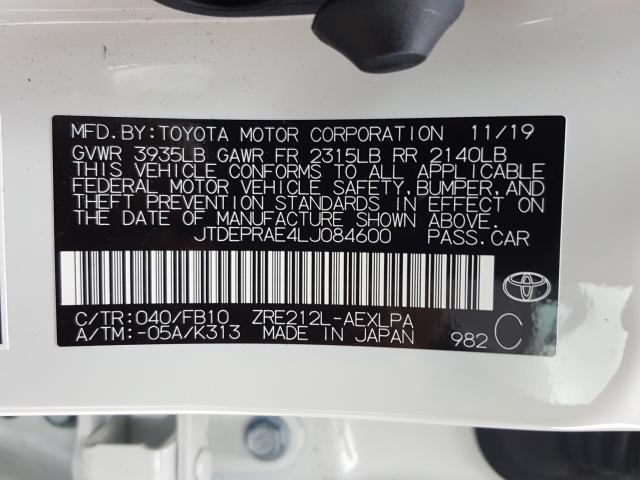 MFD. BY: TOYOTA MOTOR CORPORATION 11/19
GVWR 3935LB GAWR FR 2315LB RR 2140LB
THIS VEHICLE CONFORMS TO ALL APPLICABLE
FEDERAL MOTOR VEHICLE SAFETY, BUMPER, AND
THEFT PREVENTION STANDARDS IN EFFECT ON
THE DATE OF MANUFACTURE SHOWN ABOVE.
JTDEPRAE4LJ084600 PASS. CAR
C/TR: 040/FB10 ZRE212L-AEXLPA
A/TM: -05A/K313 MADE IN JAPAN 982 C